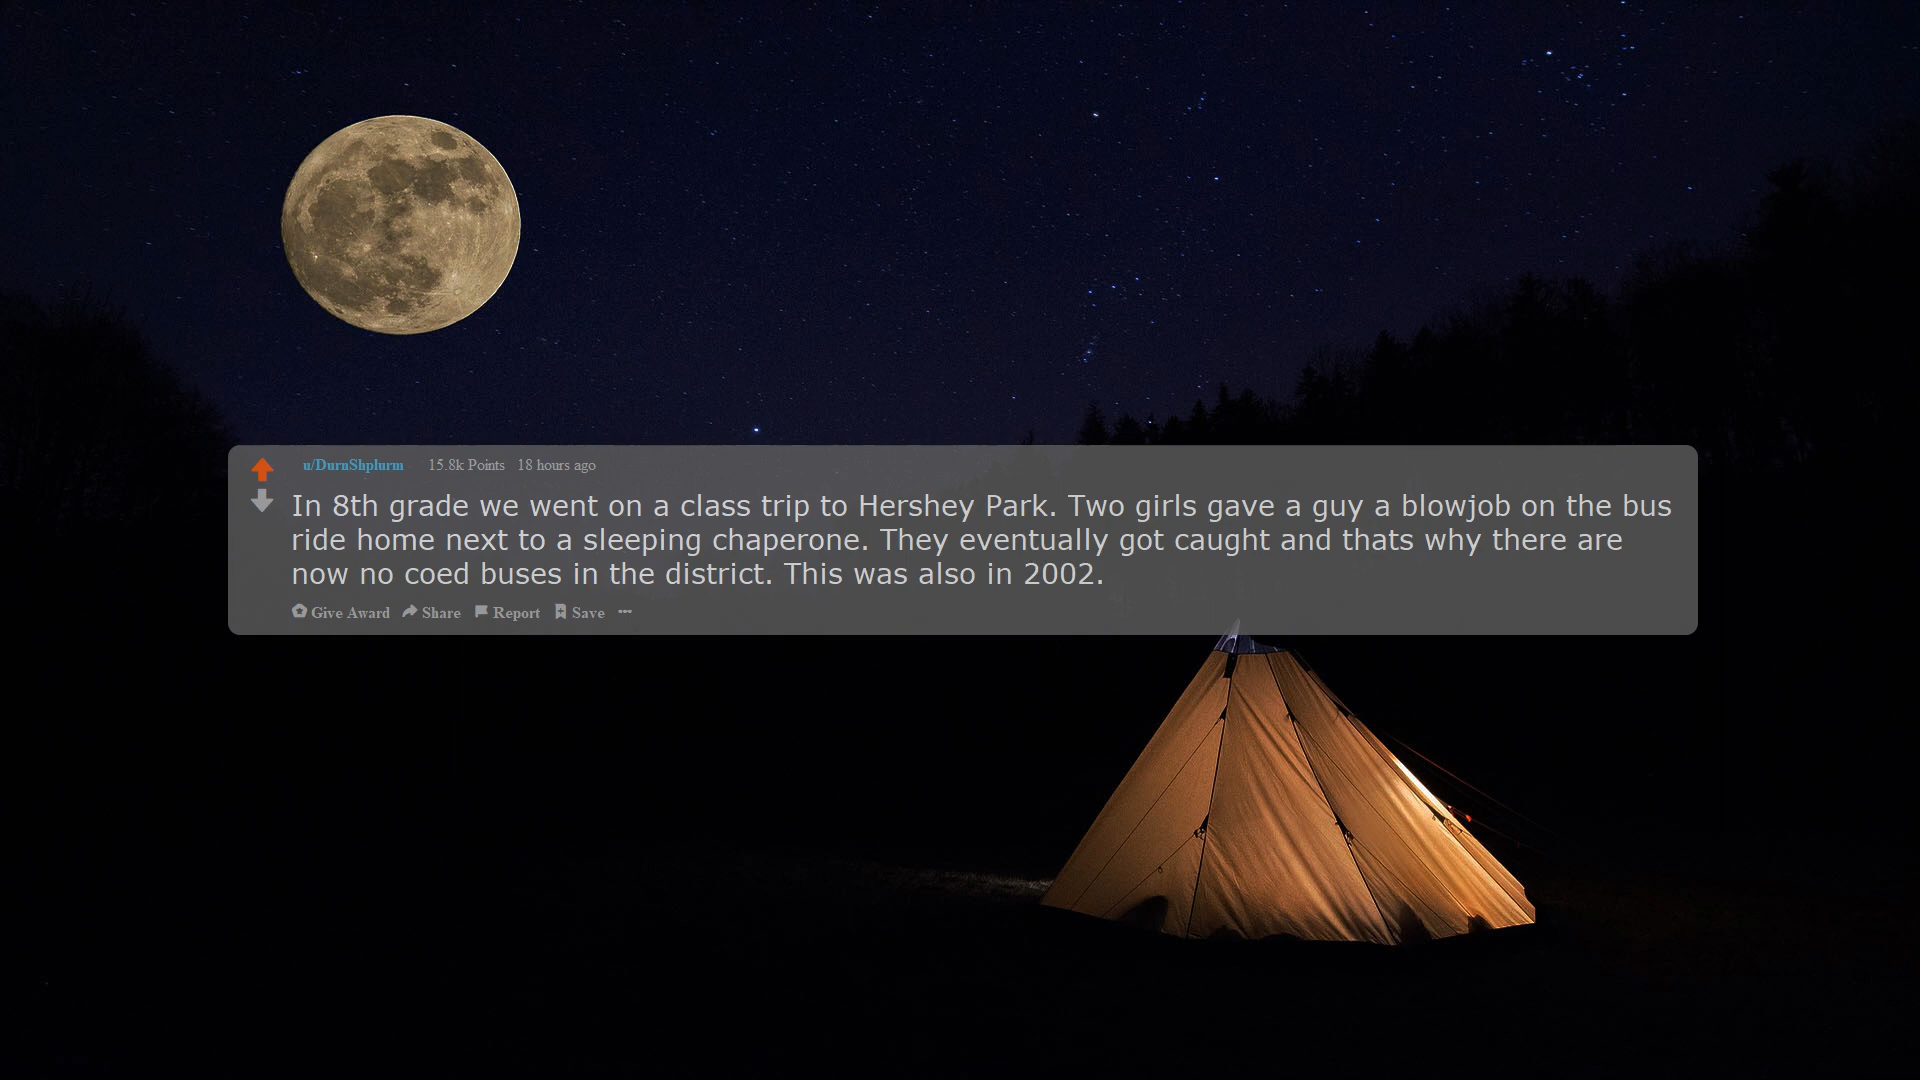 u/DurnShplurm 15.8k Points 18 hours ago
In 8th grade we went on a class trip to Hershey Park. Two girls gave a guy a blowjob on the bus
ride home next to a sleeping chaperone. They eventually got caught and thats why there are
now no coed buses in the district. This was also in 2002.
Give Award Share Report Save